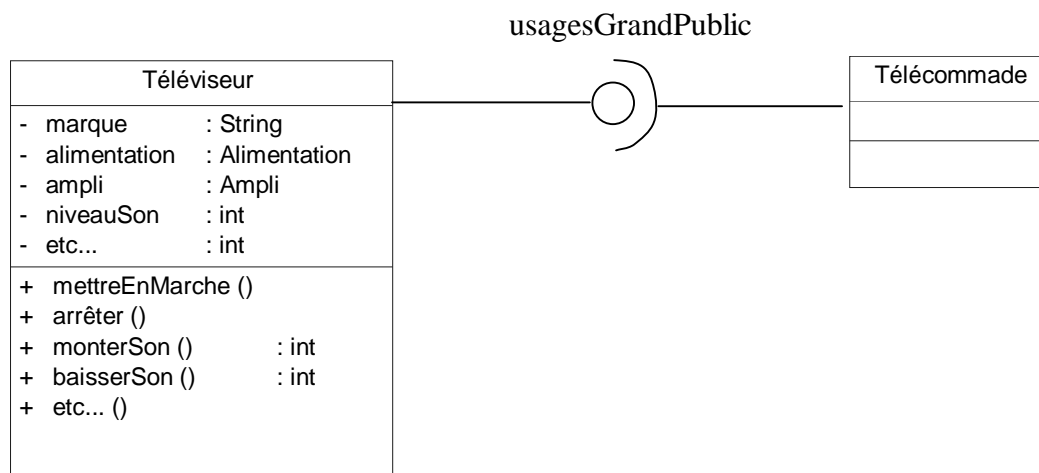 usagesGrandPublic
Téléviseur
- marque : String
- alimentation : Alimentation
- ampli : Ampli
- niveauSon : int
- etc... : int
+ mettreEnMarche ()
+ arrêter ()
+ monterSon () : int
+ baisserSon () : int
+ etc... ()
Télécommade